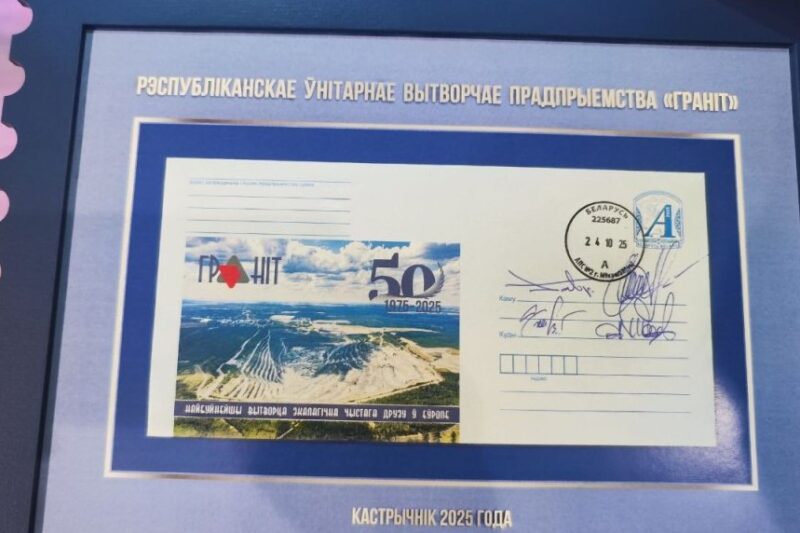 РЭСПУБЛІКАНСКАЕ ЎНІТАРНАЕ ВЫТВОРЧАЕ ПРАДПРЫЕМСТВА «ГРАНІТ»
БЕЛАРУСЬ
225687
24 10 25
А
А
ГРАНІТ
50
1975-2025
Каму
Куды
НАЙБУЙНЕЙШЫ ВЫТВОРЦА ЭКАЛАГІЧНА ЧЫСТАГА ДРУЗУ Ў ЕЎРОПЕ
КАСТРЫЧНІК 2025 ГОДА